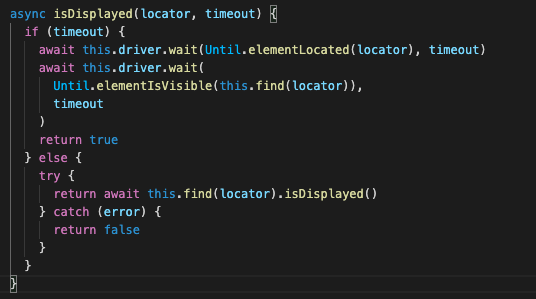 async isDisplayed(locator, timeout) {
  if (timeout) {
    await this.driver.wait(Until.elementLocated(locator), timeout)
    await this.driver.wait(
      Until.elementIsVisible(this.find(locator)),
      timeout
    )
    return true
  } else {
    try {
      return await this.find(locator).isDisplayed()
    } catch (error) {
      return false
    }
  }
}